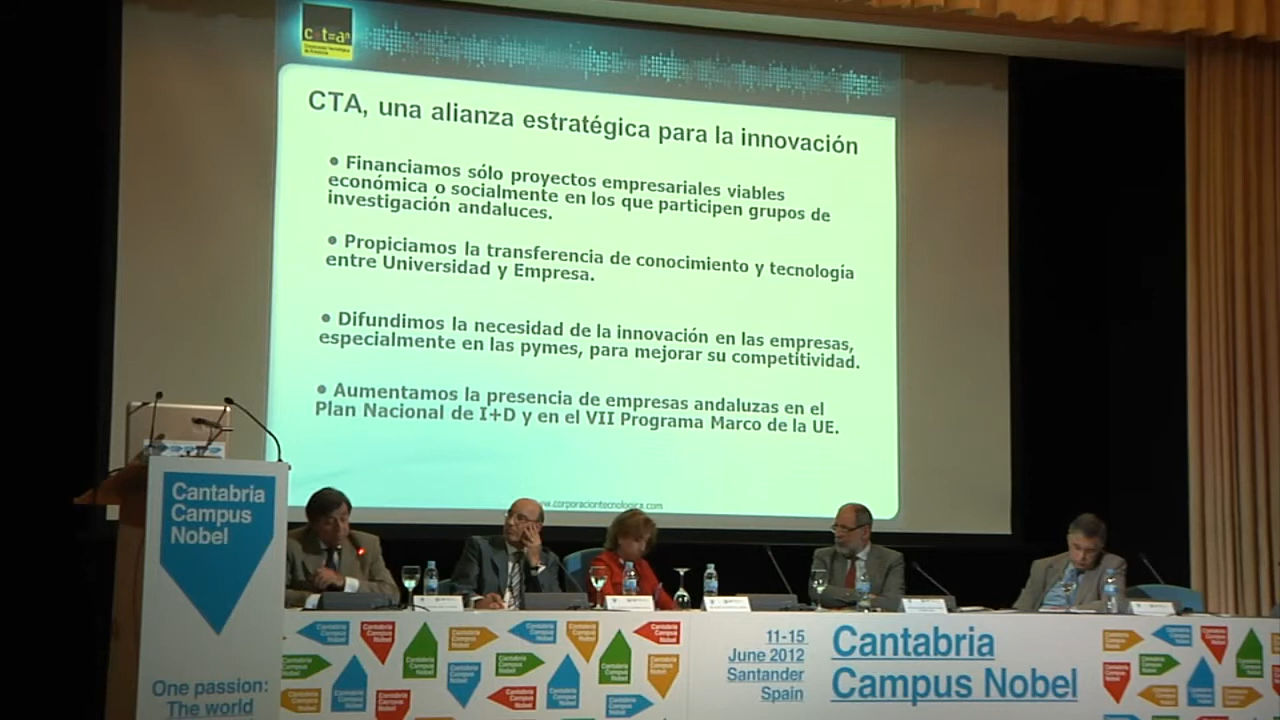 c t=an
CTA, una alianza estratégica para la innovación
• Financiamos sólo proyectos empresariales viables
económica o socialmente en los que participen grupos de
investigación andaluces.
• Propiciamos la transferencia de conocimiento y tecnología
entre Universidad y Empresa.
• Difundimos la necesidad de la innovación en las empresas,
especialmente en las pymes, para mejorar su competitividad.
• Aumentamos la presencia de empresas andaluzas en el
Plan Nacional de I+D y en el VII Programa Marco de la UE.
www.corporaciontecnologica.com
Cantabria
Campus
Nobel
One passion:
The world
11-15
June 2012
Santander
Spain
Cantabria
Campus Nobel